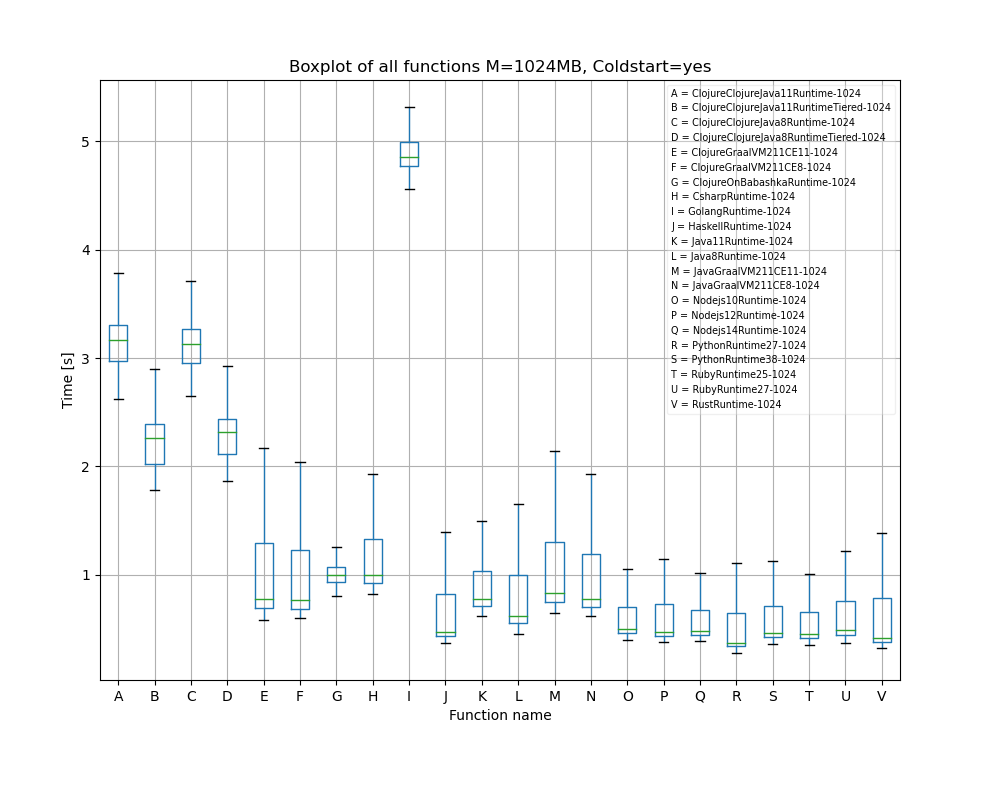 Boxplot of all functions M=1024MB, Coldstart=yes
A = ClojureClojureJava11Runtime-1024
B = ClojureClojureJava11RuntimeTiered-1024
C = ClojureClojureJava8Runtime-1024
D = ClojureClojureJava8RuntimeTiered-1024
E = ClojureGraalVM211CE11-1024
F = ClojureGraalVM211CE8-1024
G = ClojureOnBabashkaRuntime-1024
H = CsharpRuntime-1024
I = GolangRuntime-1024
J = HaskellRuntime-1024
K = Java11Runtime-1024
L = Java8Runtime-1024
M = JavaGraalVM211CE11-1024
N = JavaGraalVM211CE8-1024
O = Nodejs10Runtime-1024
P = Nodejs12Runtime-1024
Q = Nodejs14Runtime-1024
R = PythonRuntime27-1024
S = PythonRuntime38-1024
T = RubyRuntime25-1024
U = RubyRuntime27-1024
V = RustRuntime-1024
Time [s]
5
4
3
2
1
A B C D E F G H I J K L M N O P Q R S T U V
Function name